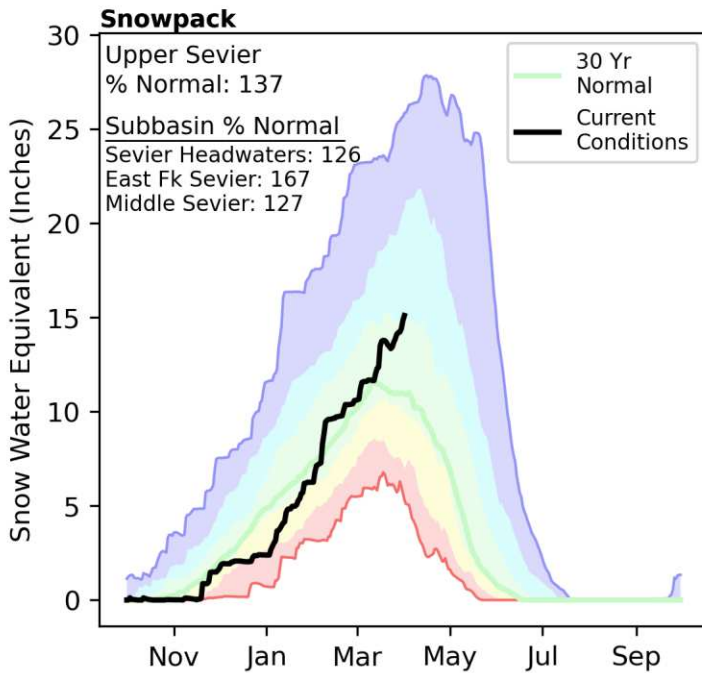 Snowpack
Upper Sevier
% Normal: 137
Subbasin % Normal
Sevier Headwaters: 126
East Fk Sevier: 167
Middle Sevier: 127
30 Yr
Normal
Current
Conditions
Snow Water Equivalent (Inches)
30
25
20
15
10
5
0
Nov Jan Mar May Jul Sep